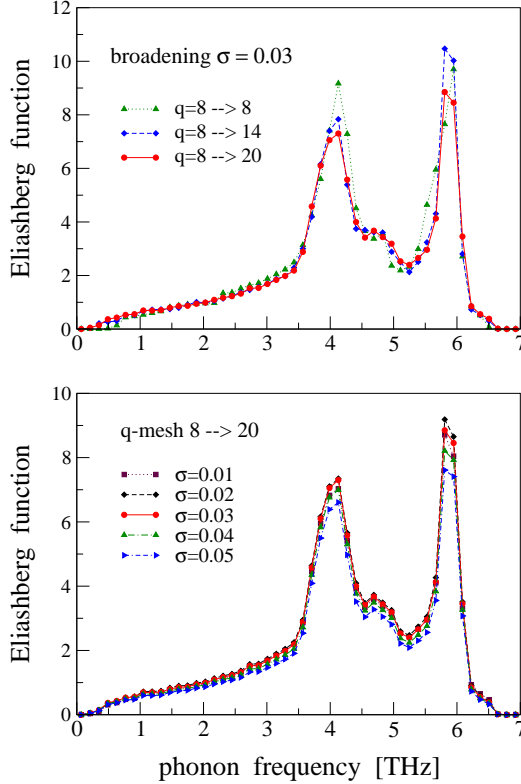 12
10
8
6
4
2
0
Eliashberg function
broadening σ = 0.03
q=8 --> 8
q=8 --> 14
q=8 --> 20
0 1 2 3 4 5 6 7
10
8
6
4
2
0
Eliashberg function
q-mesh 8 --> 20
σ=0.01
σ=0.02
σ=0.03
σ=0.04
σ=0.05
0 1 2 3 4 5 6 7
phonon frequency [THz]